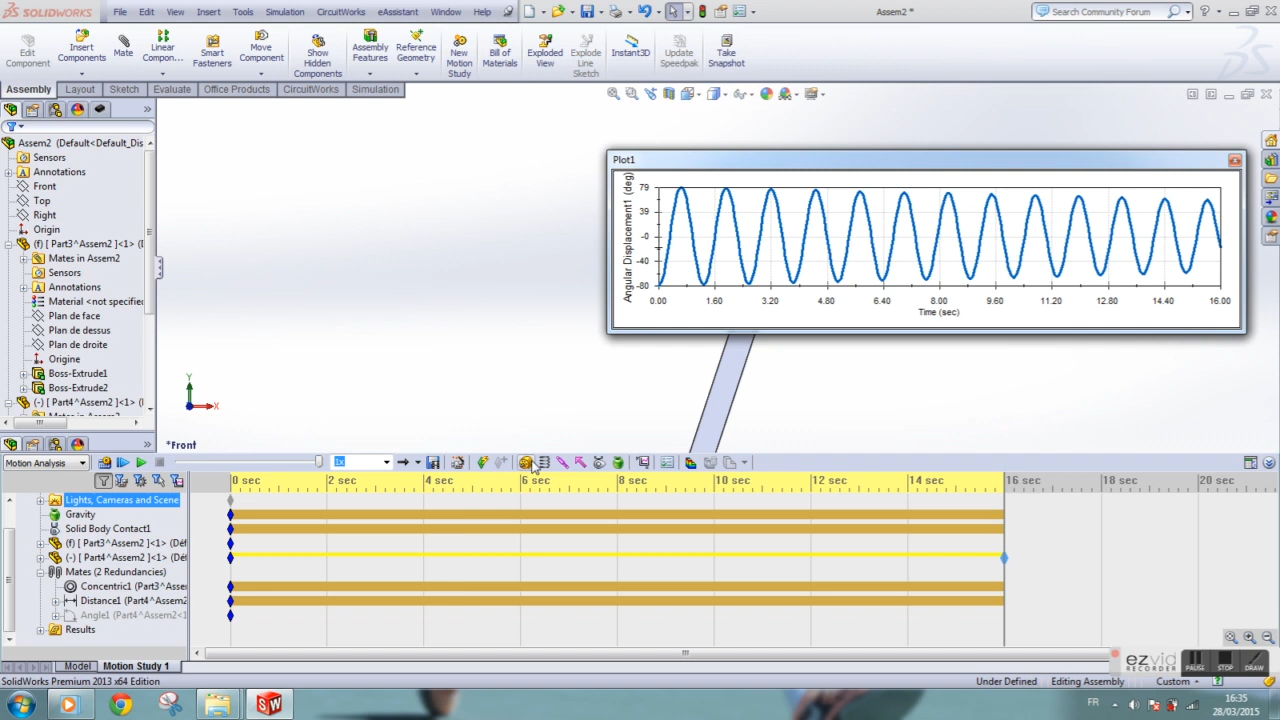 SOLIDWORKS File Edit View Insert Tools Simulation CircuitWorks eAssistant Window Help Assem2 * Search Community Forum
Edit Component
Insert Components
Mate
Linear Compon...
Smart Fasteners
Move Component
Show Hidden Components
Assembly Features
Reference Geometry
New Motion Study
Bill of Materials
Exploded View
Explode Line Sketch
Instant3D
Update Speedpak
Take Snapshot
Assembly Layout Sketch Evaluate Office Products CircuitWorks Simulation
Assem2 (Default<Default_Dis
Sensors
Annotations
Front
Top
Right
Origin
(f) [ Part3^Assem2 ]<1> (
Mates in Assem2
Sensors
Annotations
Material <not specifie
Plan de face
Plan de dessus
Plan de droite
Origine
Boss-Extrude1
Boss-Extrude2
(-) [ Part4^Assem2 ]<1> (
Plot1
Angular Displacement1 (deg)
79
39
-0
-40
-80
0.00 1.60 3.20 4.80 6.40 8.00 9.60 11.20 12.80 14.40 16.00
Time (sec)
Y
X
*Front
Motion Analysis 1x
0 sec 2 sec 4 sec 6 sec 8 sec 10 sec 12 sec 14 sec 16 sec 18 sec 20 sec
Lights, Cameras and Scene
Gravity
Solid Body Contact1
(f) [ Part3^Assem2 ]<1> (Déf
(-) [ Part4^Assem2 ]<1> (Déf
Mates (2 Redundancies)
Concentric1 (Part3^Asse
Distance1 (Part4^Assem2
Angle1 (Part4^Assem2<1
Results
Model Motion Study 1
ezvid RECORDER PAUSE STOP DRAW
SolidWorks Premium 2013 x64 Edition Under Defined Editing Assembly Custom
FR 16:35
28/03/2015